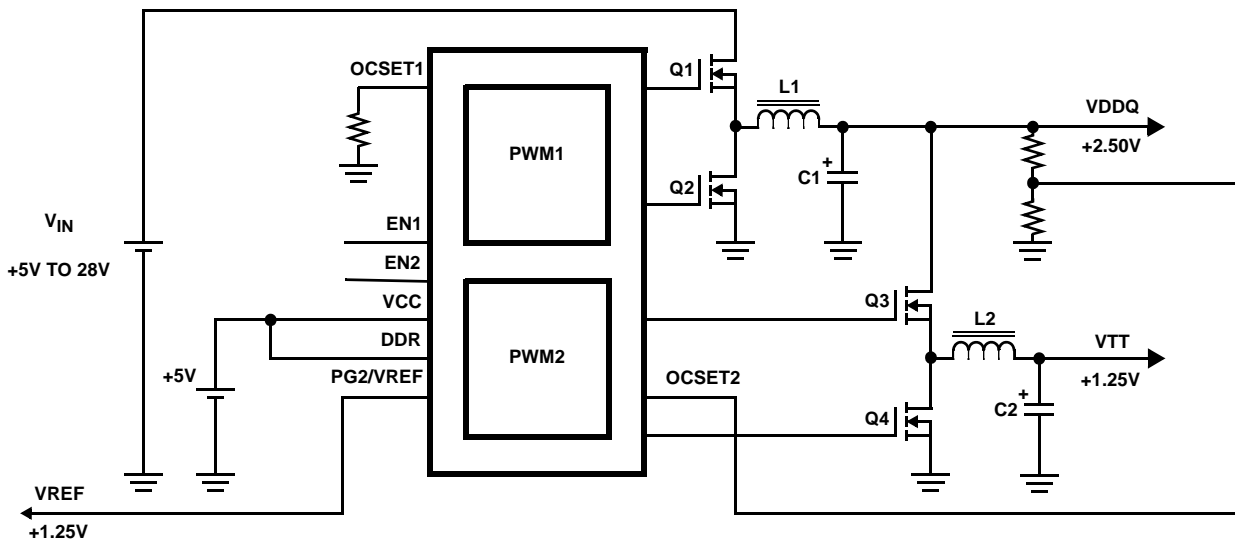 OCSET1
PWM1
Q1
L1
VDDQ
+2.50V
C1
+
Q2
VIN
+5V TO 28V
EN1
EN2
VCC
DDR
PG2/VREF
+5V
PWM2
OCSET2
Q3
L2
VTT
+1.25V
C2
+
Q4
VREF
+1.25V